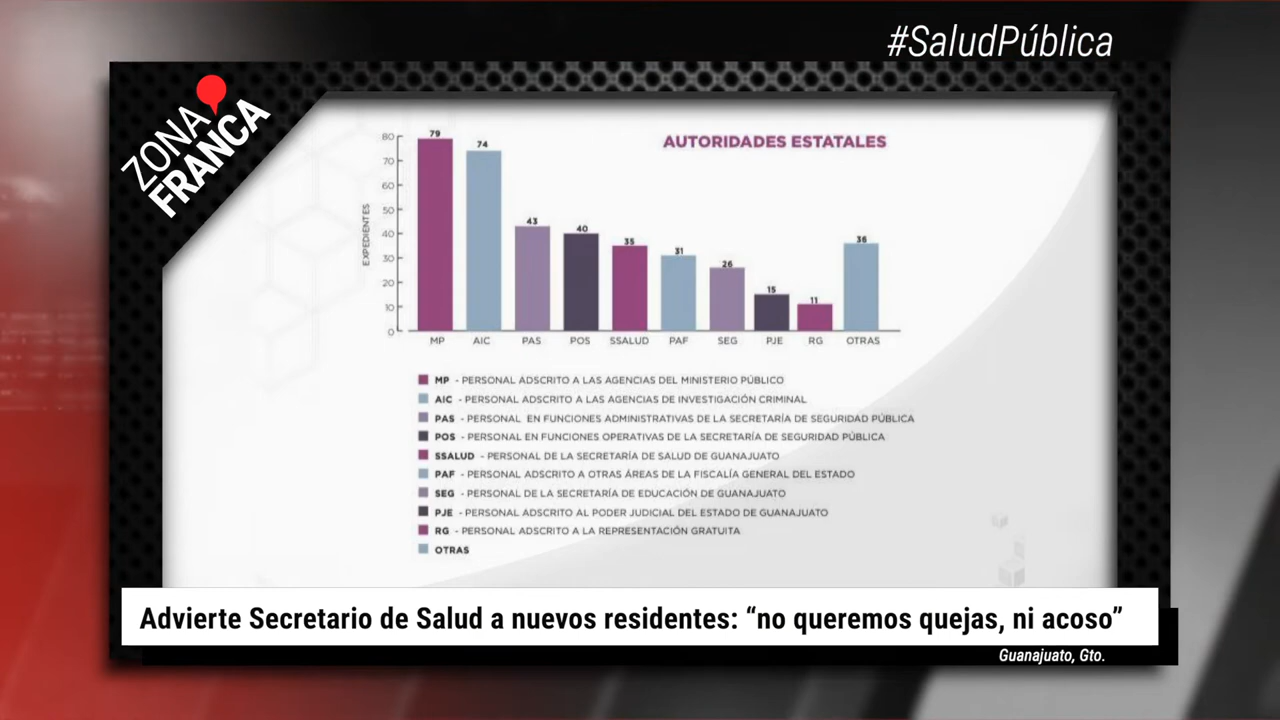 #SaludPública
ZONA
FRANCA
AUTORIDADES ESTATALES
EXPEDIENTES
80
70
60
50
40
30
20
10
0
79
74
43
40
35
31
26
15
11
36
MP AIC PAS POS SSALUD PAF SEG PJE RG OTRAS
MP - PERSONAL ADSCRITO A LAS AGENCIAS DEL MINISTERIO PÚBLICO
AIC - PERSONAL ADSCRITO A LAS AGENCIAS DE INVESTIGACIÓN CRIMINAL
PAS - PERSONAL EN FUNCIONES ADMINISTRATIVAS DE LA SECRETARÍA DE SEGURIDAD PÚBLICA
POS - PERSONAL EN FUNCIONES OPERATIVAS DE LA SECRETARÍA DE SEGURIDAD PÚBLICA
SSALUD - PERSONAL DE LA SECRETARÍA DE SALUD DE GUANAJUATO
PAF - PERSONAL ADSCRITO A OTRAS ÁREAS DE LA FISCALÍA GENERAL DEL ESTADO
SEG - PERSONAL DE LA SECRETARÍA DE EDUCACIÓN DE GUANAJUATO
PJE - PERSONAL ADSCRITO AL PODER JUDICIAL DEL ESTADO DE GUANAJUATO
RG - PERSONAL ADSCRITO A LA REPRESENTACIÓN GRATUITA
OTRAS
Advierte Secretario de Salud a nuevos residentes: “no queremos quejas, ni acoso”
Guanajuato, Gto.